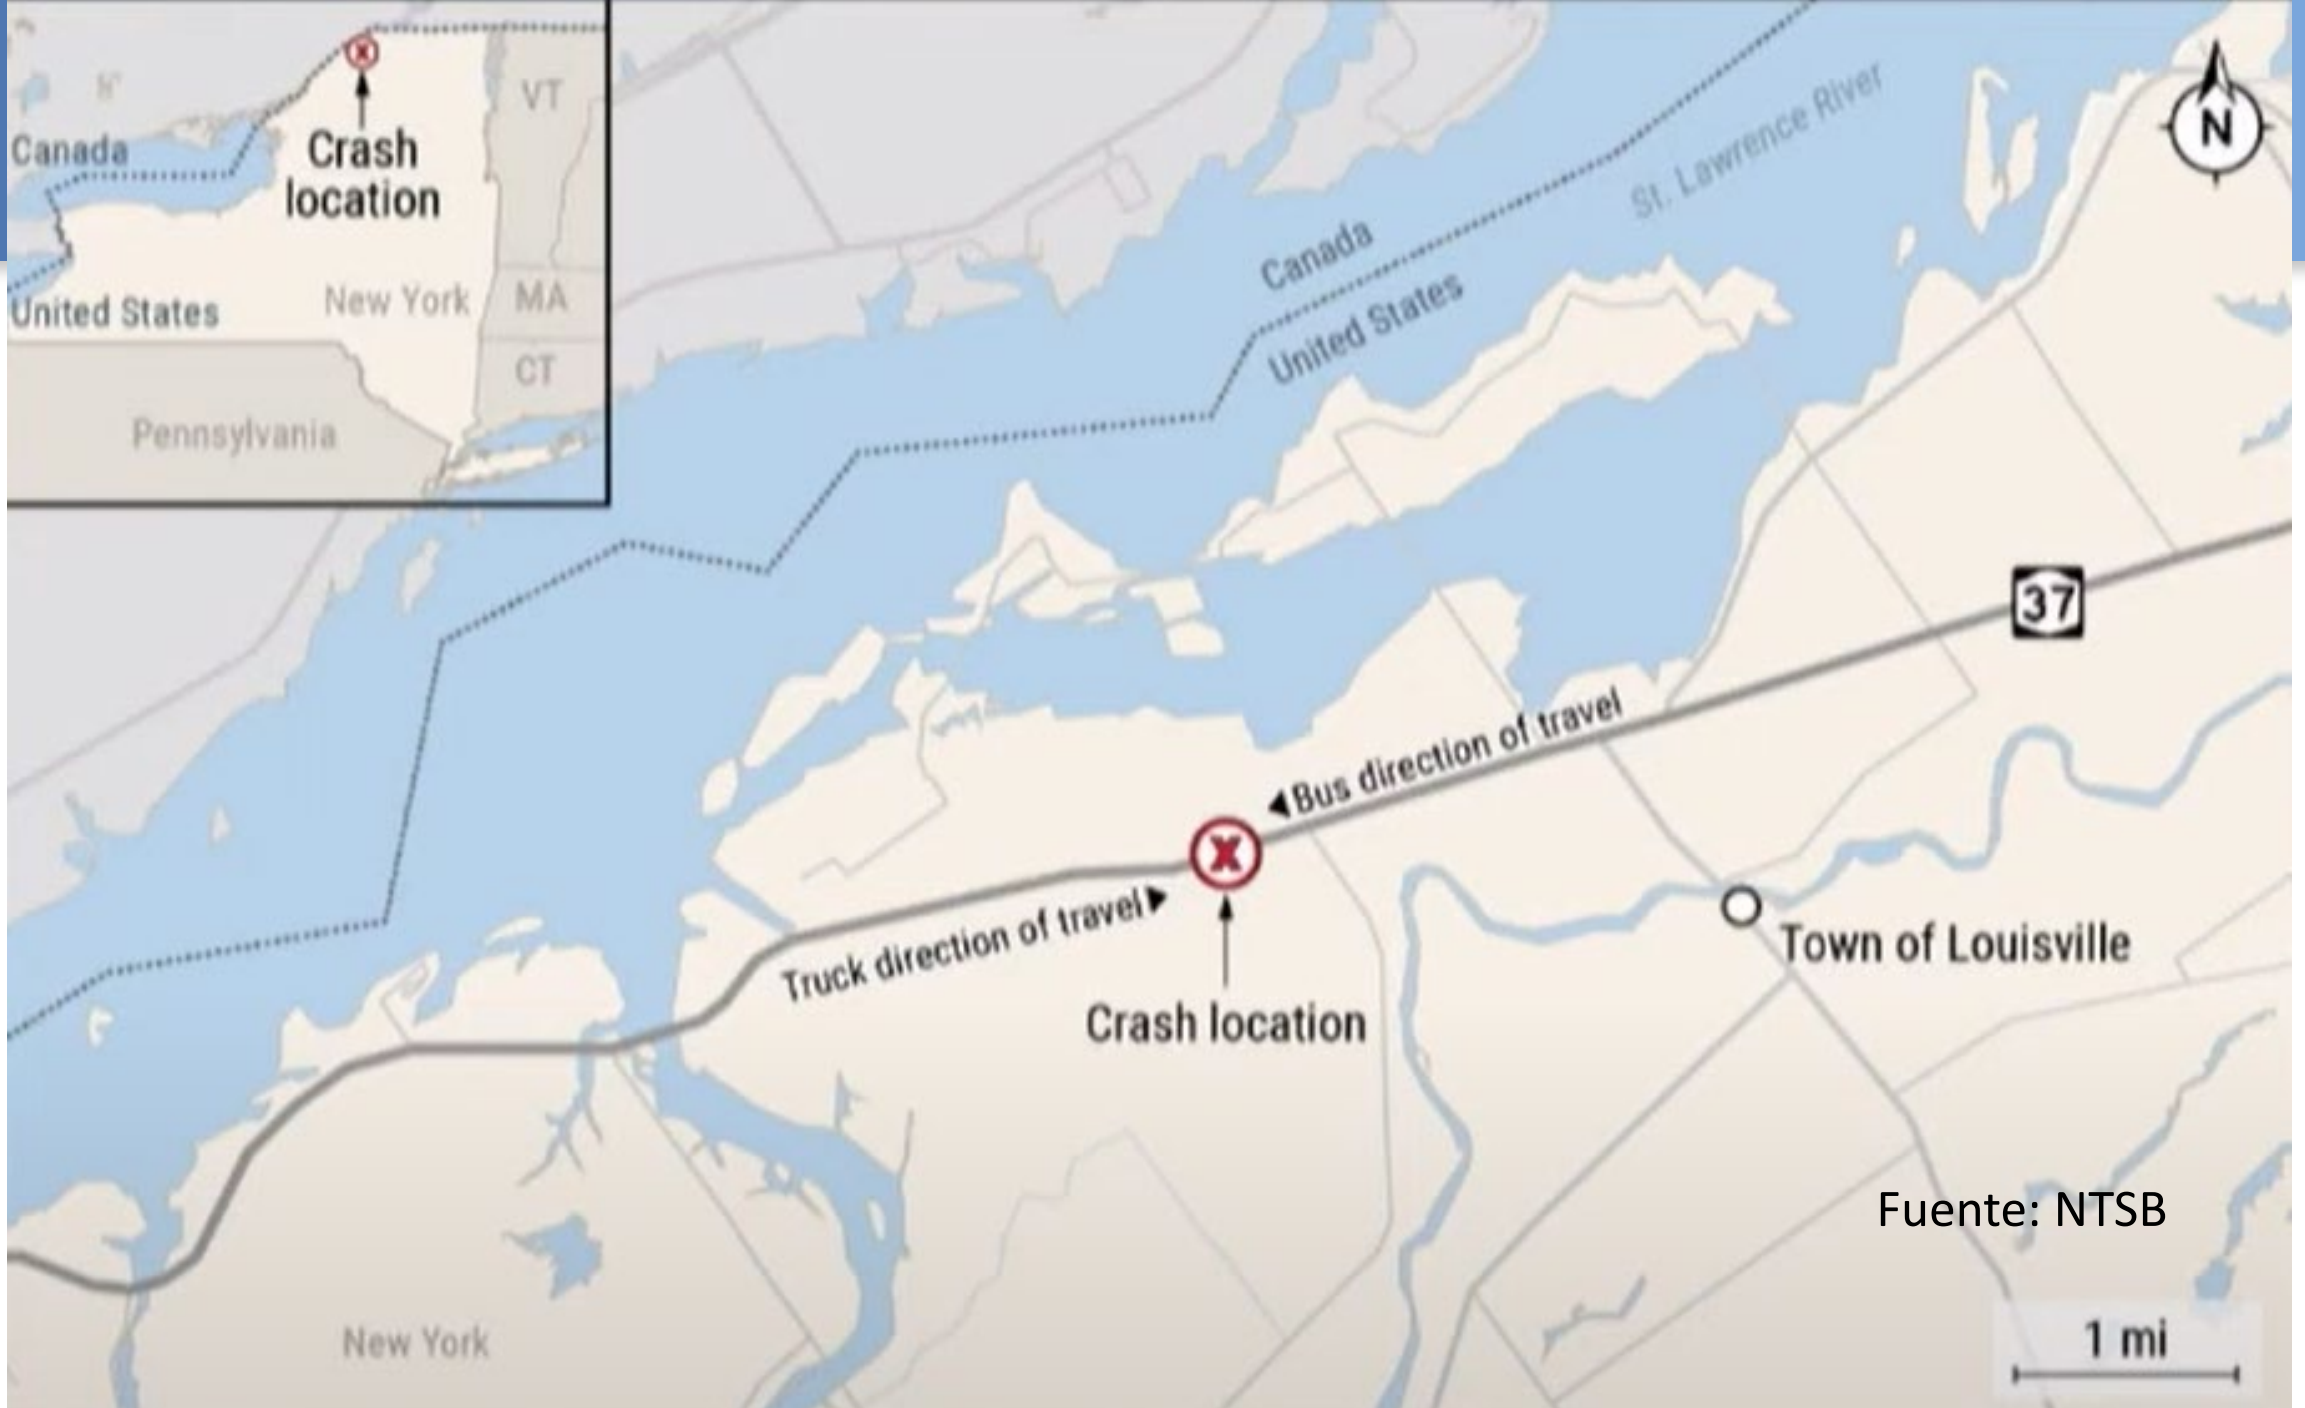 Canada
VT
Crash
location
New York
MA
United States
CT
Pennsylvania
N
St. Lawrence River
Canada
United States
37
Bus direction of travel
Truck direction of travel
Town of Louisville
Crash location
Fuente: NTSB
New York
1 mi